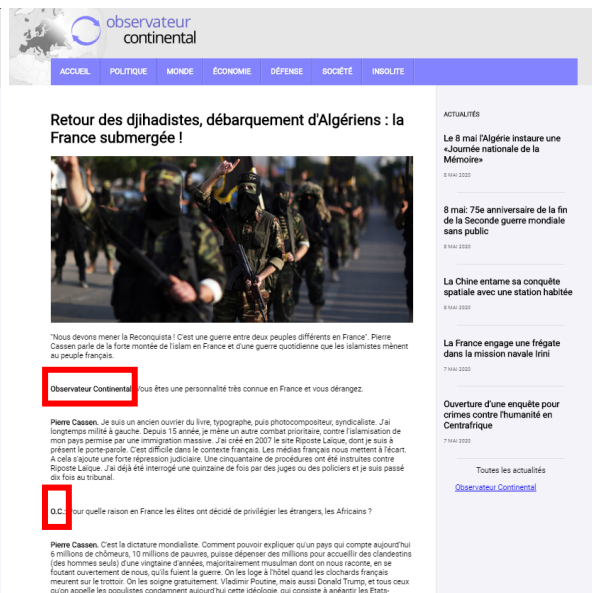 observateur
continental
ACCUEIL POLITIQUE MONDE ÉCONOMIE DÉFENSE SOCIÉTÉ INSOLITE
Retour des djihadistes, débarquement d'Algériens : la
France submergée !
"Nous devons mener la Reconquista ! C'est une guerre entre deux peuples différents en France". Pierre
Cassen parle de la forte montée de l'islam en France et d'une guerre quotidienne que les islamistes mènent
au peuple français.
Observateur Continental: Vous êtes une personnalité très connue en France et vous dérangez.
Pierre Cassen. Je suis un ancien ouvrier du livre, typographe, puis photocompositeur, syndicaliste. J'ai
longtemps milité à gauche. Depuis 15 année, je mène un autre combat prioritaire, contre l'islamisation de
mon pays permise par une immigration massive. J'ai créé en 2007 le site Riposte Laïque, dont je suis à
présent le porte-parole. C'est difficile dans le contexte français. Les médias français nous mettent à l'écart.
A cela s'ajoute une forte répression judiciaire. Une cinquantaine de procédures ont été instruites contre
Riposte Laïque. J'ai déjà été interrogé une quinzaine de fois par des juges ou des policiers et je suis passé
dix fois au tribunal.
O.C.: Pour quelle raison en France les élites ont décidé de privilégier les étrangers, les Africains ?
Pierre Cassen. C'est la dictature mondialiste. Comment pouvoir expliquer qu'un pays qui compte aujourd'hui
6 millions de chômeurs, 10 millions de pauvres, puisse dépenser des millions pour accueillir des clandestins
(des hommes seuls) d'une vingtaine d'années, majoritairement musulman dont on nous raconte, en se
foutant ouvertement de nous, qu'ils fuient la guerre. On les loge à l'hôtel quand les clochards français
meurent sur le trottoir. On les soigne gratuitement. Vladimir Poutine, mais aussi Donald Trump, et tous ceux
qu'on appelle les populistes condamnent aujourd'hui cette idéologie, qui consiste à anéantir les Etats-
ACTUALITÉS
Le 8 mai l'Algérie instaure une
«Journée nationale de la
Mémoire»
8 MAI 2020
8 mai: 75e anniversaire de la fin
de la Seconde guerre mondiale
sans public
8 MAI 2020
La Chine entame sa conquête
spatiale avec une station habitée
8 MAI 2020
La France engage une frégate
dans la mission navale Irini
7 MAI 2020
Ouverture d'une enquête pour
crimes contre l'humanité en
Centrafrique
7 MAI 2020
Toutes les actualités
Observateur Continental